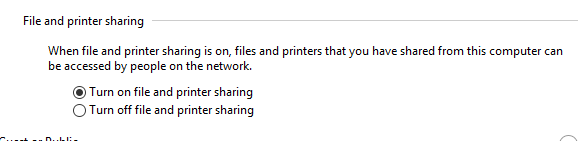 File and printer sharing
When file and printer sharing is on, files and printers that you have shared from this computer can
be accessed by people on the network.
Turn on file and printer sharing
Turn off file and printer sharing